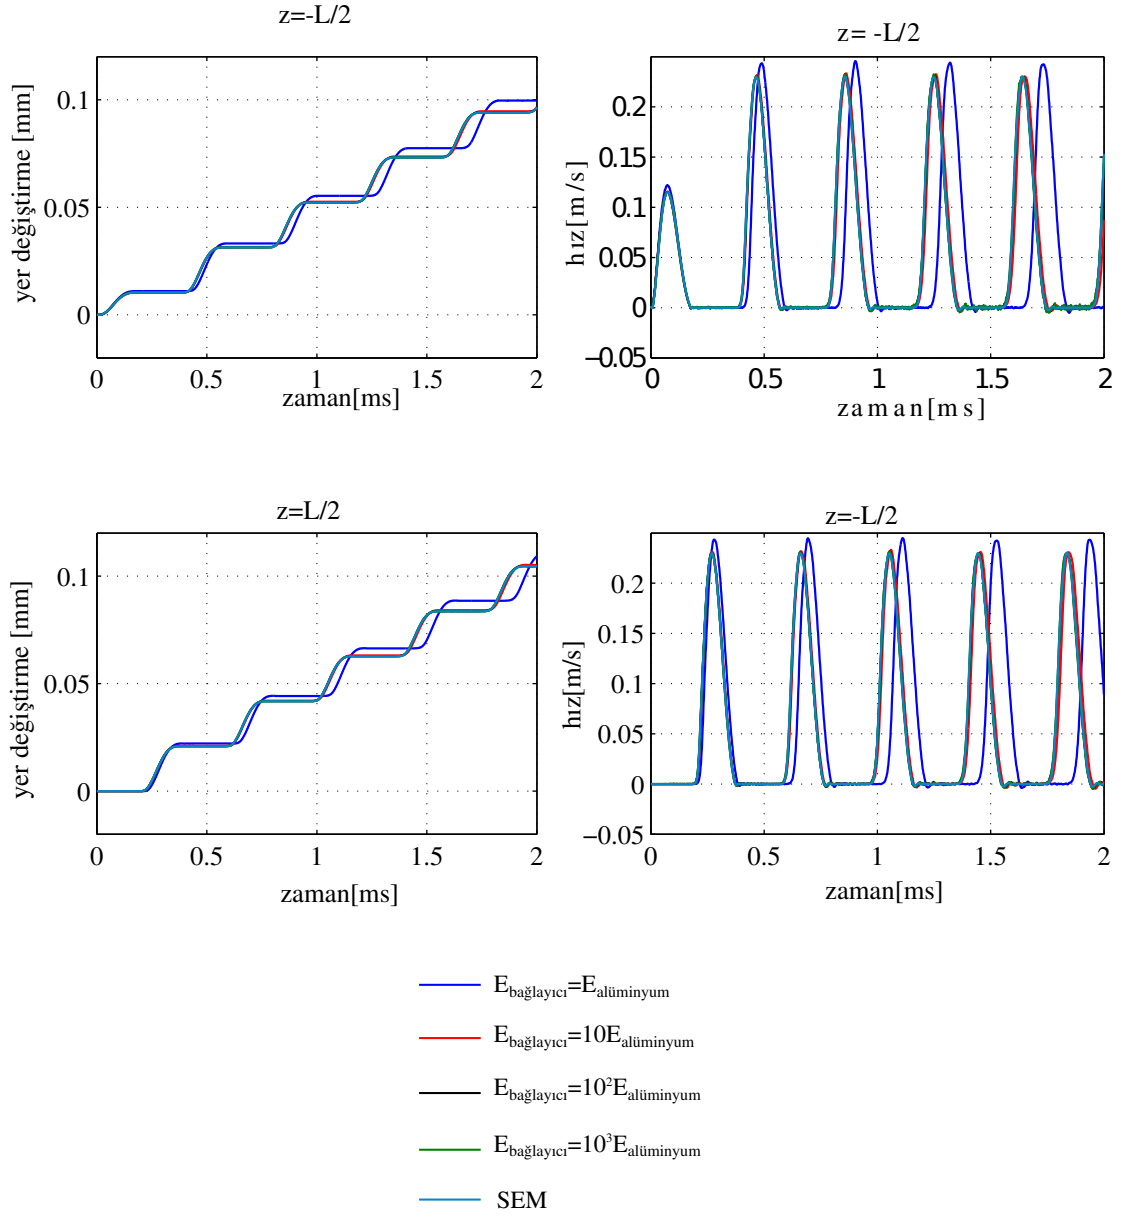 z=-L/2
yer değiştirme [mm]
0.1
0.05
0
0 0.5 1 1.5 2
zaman[ms]
z= -L/2
hız[m/s]
0.2
0.15
0.1
0.05
0
−0.05
0 0.5 1 1.5 2
zaman[ms]
z=L/2
yer değiştirme [mm]
0.1
0.05
0
0 0.5 1 1.5 2
zaman[ms]
z=-L/2
hız[m/s]
0.2
0.15
0.1
0.05
0
−0.05
0 0.5 1 1.5 2
zaman[ms]
Ebağlayıcı=Ealüminyum
Ebağlayıcı=10Ealüminyum
Ebağlayıcı=10²Ealüminyum
Ebağlayıcı=10³Ealüminyum
SEM